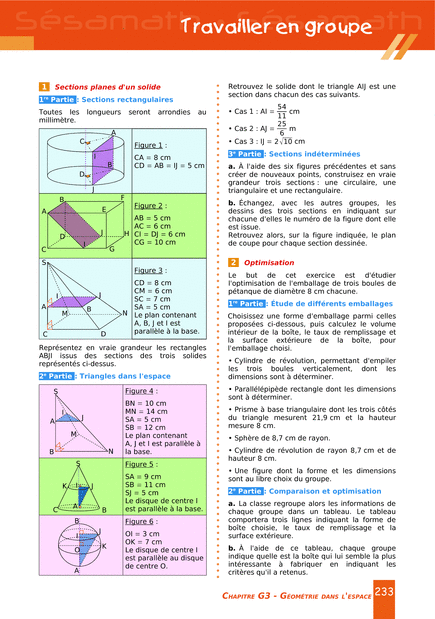 Sésamath
Sésamath
Travailler en groupe
1 Sections planes d'un solide
1re Partie : Sections rectangulaires
Toutes les longueurs seront arrondies au
millimètre.
A
C
I
B
D
J
Figure 1 :
CA = 8 cm
CD = AB = IJ = 5 cm
B
F
A
E
D
J
H
C
I
G
Figure 2 :
AB = 5 cm
AC = 6 cm
CI = DJ = 6 cm
CG = 10 cm
S
I
J
A
B
M
N
C
D
Figure 3 :
CD = 8 cm
CM = 6 cm
SC = 7 cm
SA = 5 cm
Le plan contenant
A, B, J et I est
parallèle à la base.
Représentez en vraie grandeur les rectangles
ABJI issus des sections des trois solides
représentés ci-dessus.
2e Partie : Triangles dans l'espace
S
I
J
A
M
B
N
Figure 4 :
BN = 10 cm
MN = 14 cm
SA = 5 cm
SB = 12 cm
Le plan contenant
A, J et I est parallèle à
la base.
S
K
I
J
A
C
B
Figure 5 :
SA = 9 cm
SB = 11 cm
SJ = 5 cm
Le disque de centre I
est parallèle à la base.
B
I
J
O
K
A
Figure 6 :
OI = 3 cm
OK = 7 cm
Le disque de centre I
est parallèle au disque
de centre O.
Retrouvez le solide dont le triangle AIJ est une
section dans chacun des cas suivants.
• Cas 1 : AI = 54/11 cm
• Cas 2 : AJ = 25/6 m
• Cas 3 : IJ = 2√10 cm
3e Partie : Sections indéterminées
a. À l'aide des six figures précédentes et sans
créer de nouveaux points, construisez en vraie
grandeur trois sections : une circulaire, une
triangulaire et une rectangulaire.
b. Échangez, avec les autres groupes, les
dessins des trois sections en indiquant sur
chacune d'elles le numéro de la figure dont elle
est issue.
Retrouvez alors, sur la figure indiquée, le plan
de coupe pour chaque section dessinée.
2 Optimisation
Le but de cet exercice est d'étudier
l'optimisation de l'emballage de trois boules de
pétanque de diamètre 8 cm chacune.
1re Partie : Étude de différents emballages
Choisissez une forme d'emballage parmi celles
proposées ci-dessous, puis calculez le volume
intérieur de la boîte, le taux de remplissage et
la surface extérieure de la boîte, pour
l'emballage choisi.
• Cylindre de révolution, permettant d'empiler
les trois boules verticalement, dont les
dimensions sont à déterminer.
• Parallélépipède rectangle dont les dimensions
sont à déterminer.
• Prisme à base triangulaire dont les trois côtés
du triangle mesurent 21,9 cm et la hauteur
mesure 8 cm.
• Sphère de 8,7 cm de rayon.
• Cylindre de révolution de rayon 8,7 cm et de
hauteur 8 cm.
• Une figure dont la forme et les dimensions
sont au libre choix du groupe.
2e Partie : Comparaison et optimisation
a. La classe regroupe alors les informations de
chaque groupe dans un tableau. Le tableau
comportera trois lignes indiquant la forme de
boîte choisie, le taux de remplissage et la
surface extérieure.
b. À l'aide de ce tableau, chaque groupe
indique quelle est la boîte qui lui semble la plus
intéressante à fabriquer en indiquant les
critères qu'il a retenus.
Chapitre G3 - Géométrie dans l'espace 233